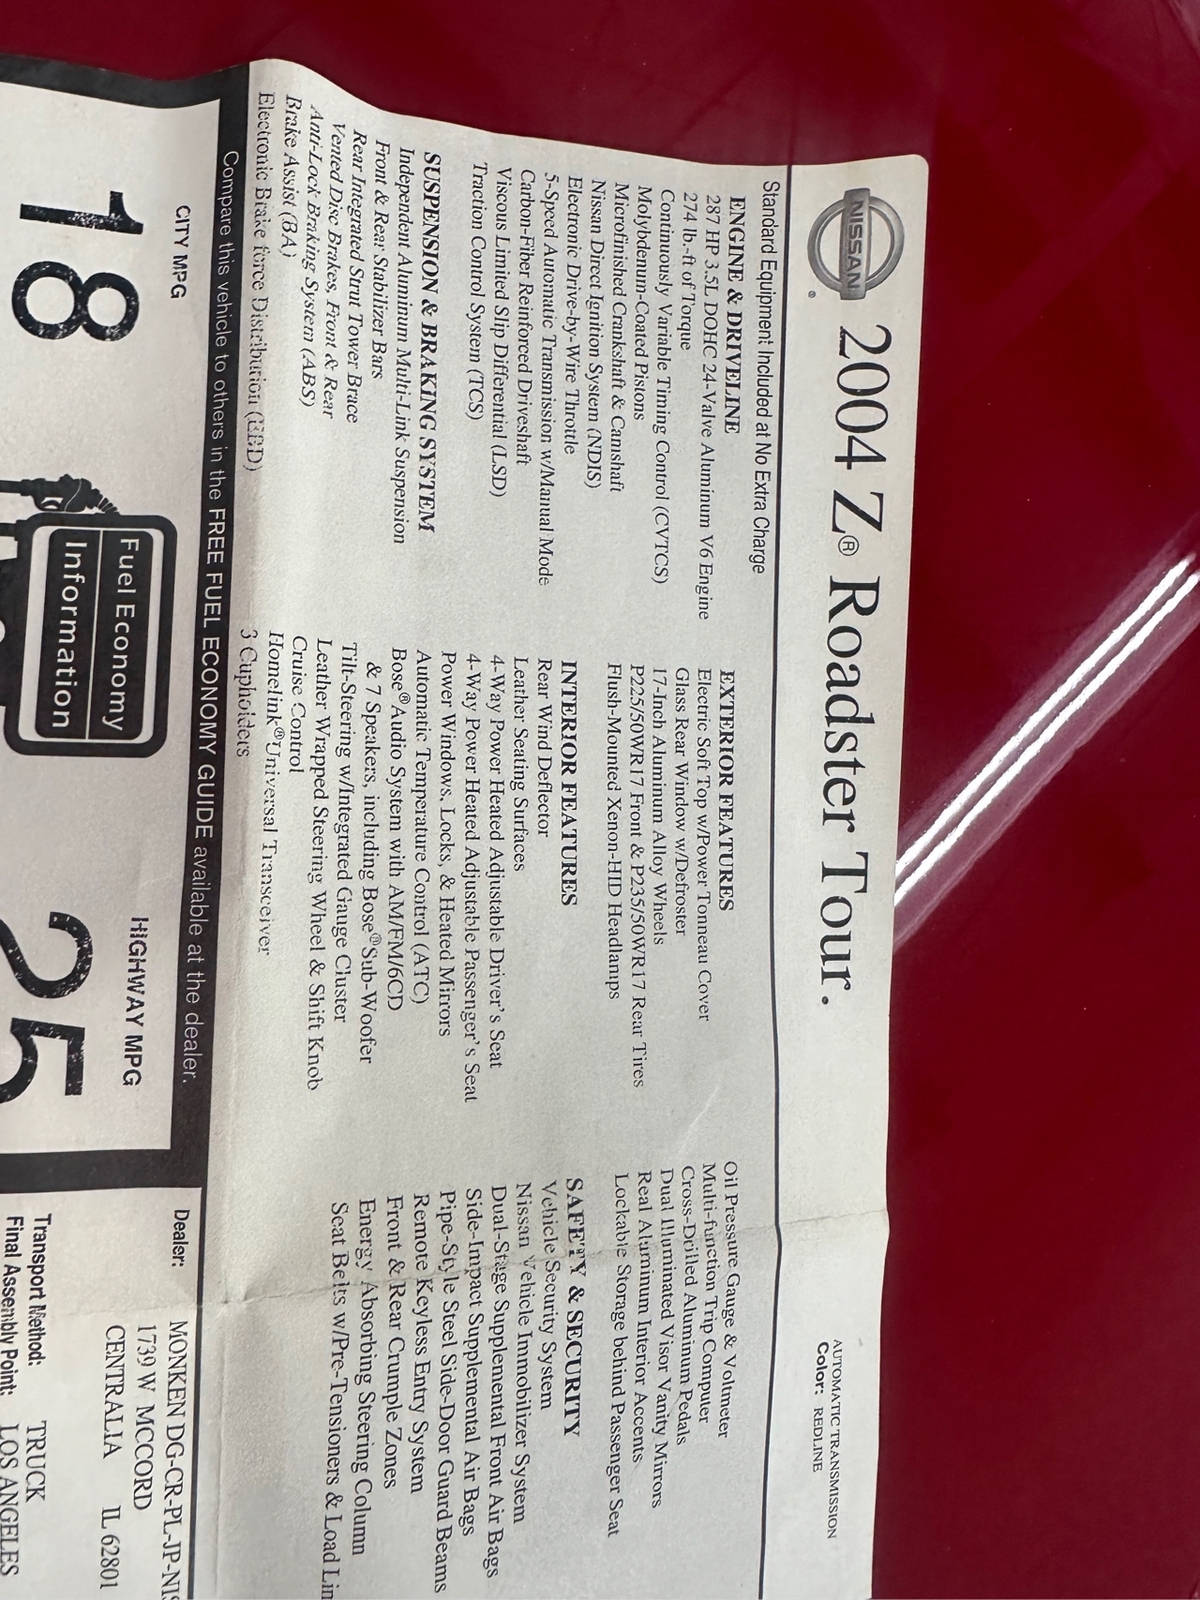 NISSAN
®
2004 Z® Roadster Tour.
AUTOMATIC TRANSMISSION
Color: REDLINE
Standard Equipment Included at No Extra Charge
ENGINE & DRIVELINE
287 HP 3.5L DOHC 24-Valve Aluminum V6 Engine
274 lb.-ft of Torque
Continuously Variable Timing Control (CVTCS)
Molybdenum-Coated Pistons
Microfinished Crankshaft & Camshaft
Nissan Direct Ignition System (NDIS)
Electronic Drive-by-Wire Throttle
5-Speed Automatic Transmission w/Manual Mode
Carbon-Fiber Reinforced Driveshaft
Viscous Limited Slip Differential (LSD)
Traction Control System (TCS)
SUSPENSION & BRAKING SYSTEM
Independent Aluminum Multi-Link Suspension
Front & Rear Stabilizer Bars
Rear Integrated Strut Tower Brace
Vented Disc Brakes, Front & Rear
Anti-Lock Braking System (ABS)
Brake Assist (BA)
Electronic Brake force Distribution (EBD)
EXTERIOR FEATURES
Electric Soft Top w/Power Tonneau Cover
Glass Rear Window w/Defroster
17-Inch Aluminum Alloy Wheels
P225/50WR17 Front & P235/50WR17 Rear Tires
Flush-Mounted Xenon-HID Headlamps
INTERIOR FEATURES
Rear Wind Deflector
Leather Seating Surfaces
4-Way Power Heated Adjustable Driver's Seat
4-Way Power Heated Adjustable Passenger's Seat
Power Windows, Locks, & Heated Mirrors
Automatic Temperature Control (ATC)
Bose® Audio System with AM/FM/6CD
& 7 Speakers, including Bose® Sub-Woofer
Tilt-Steering w/Integrated Gauge Cluster
Leather Wrapped Steering Wheel & Shift Knob
Cruise Control
Homelink® Universal Transceiver
3 Cupholders
Oil Pressure Gauge & Voltmeter
Multi-function Trip Computer
Cross-Drilled Aluminum Pedals
Dual Illuminated Visor Vanity Mirrors
Real Aluminum Interior Accents
Lockable Storage behind Passenger Seat
SAFETY & SECURITY
Vehicle Security System
Nissan Vehicle Immobilizer System
Dual-Stage Supplemental Front Air Bags
Side-Impact Supplemental Air Bags
Pipe-Style Steel Side-Door Guard Beams
Remote Keyless Entry System
Front & Rear Crumple Zones
Energy Absorbing Steering Column
Seat Belts w/Pre-Tensioners & Load Lim
Compare this vehicle to others in the FREE FUEL ECONOMY GUIDE available at the dealer.
CITY MPG
18
Fuel Economy
Information
HIGHWAY MPG
25
Dealer:
MONKEN DG-CR-PL-JP-NIS
1739 W MCCORD
CENTRALIA IL 62801
Transport Method: TRUCK
Final Assembly Point: LOS ANGELES